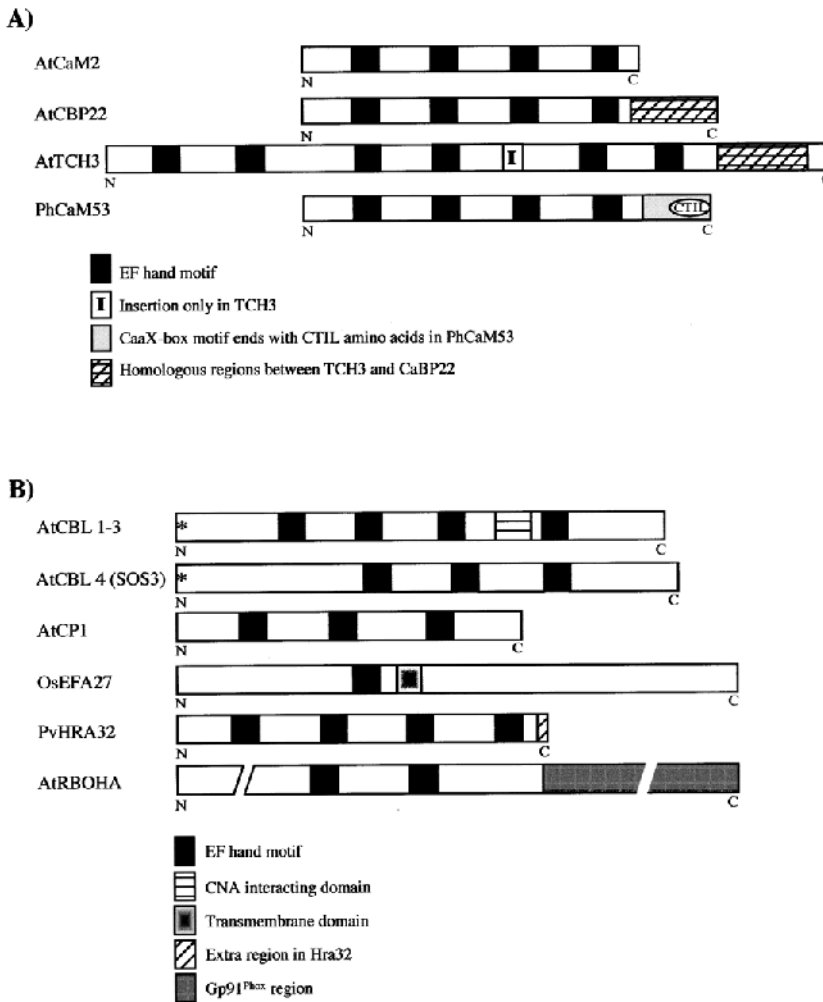 A)
AtCaM2
N C
AtCBP22
N C
AtTCH3
I
N C
PhCaM53
CTIL
N C
EF hand motif
I Insertion only in TCH3
CaaX-box motif ends with CTIL amino acids in PhCaM53
Homologous regions between TCH3 and CaBP22
B)
AtCBL 1-3
*
N C
AtCBL 4 (SOS3)
*
N C
AtCP1
N C
OsEFA27
N C
PvHRA32
N C
AtRBOHA
N C
EF hand motif
CNA interacting domain
Transmembrane domain
Extra region in Hra32
Gp91Phox region